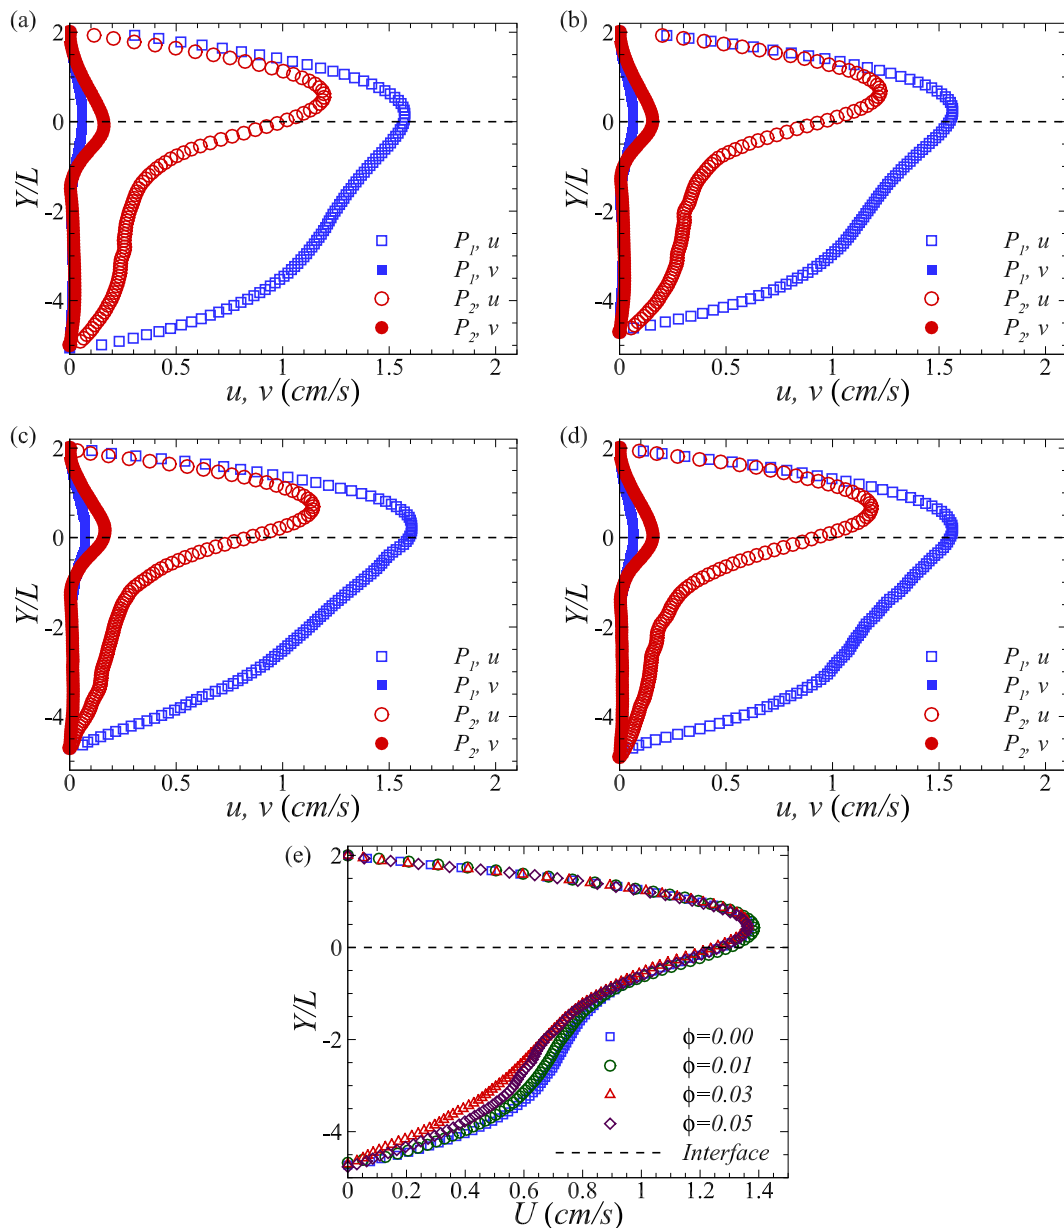 (a)
2
0
-2
-4
Y/L
P1, u
P1, v
P2, u
P2, v
0 0.5 1 1.5 2
u, v (cm/s)
(b)
2
0
-2
-4
Y/L
P1, u
P1, v
P2, u
P2, v
0 0.5 1 1.5 2
u, v (cm/s)
(c)
2
0
-2
-4
Y/L
P1, u
P1, v
P2, u
P2, v
0 0.5 1 1.5 2
u, v (cm/s)
(d)
2
0
-2
-4
Y/L
P1, u
P1, v
P2, u
P2, v
0 0.5 1 1.5 2
u, v (cm/s)
(e)
2
0
-2
-4
Y/L
ϕ=0.00
ϕ=0.01
ϕ=0.03
ϕ=0.05
Interface
0 0.2 0.4 0.6 0.8 1 1.2 1.4
U (cm/s)